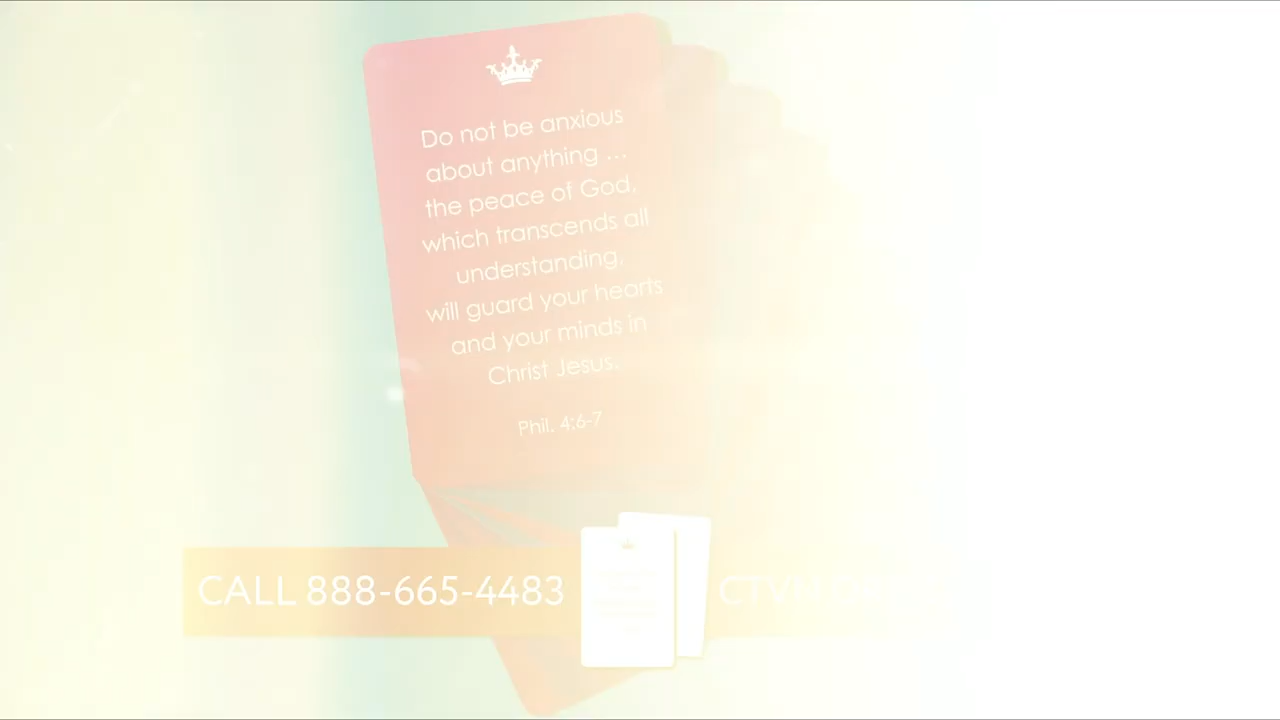 Do not be anxious
about anything ...
the peace of God,
which transcends all
understanding,
will guard your hearts
and your minds in
Christ Jesus.
Phil. 4:6-7
CALL 888-665-4483
CTVN